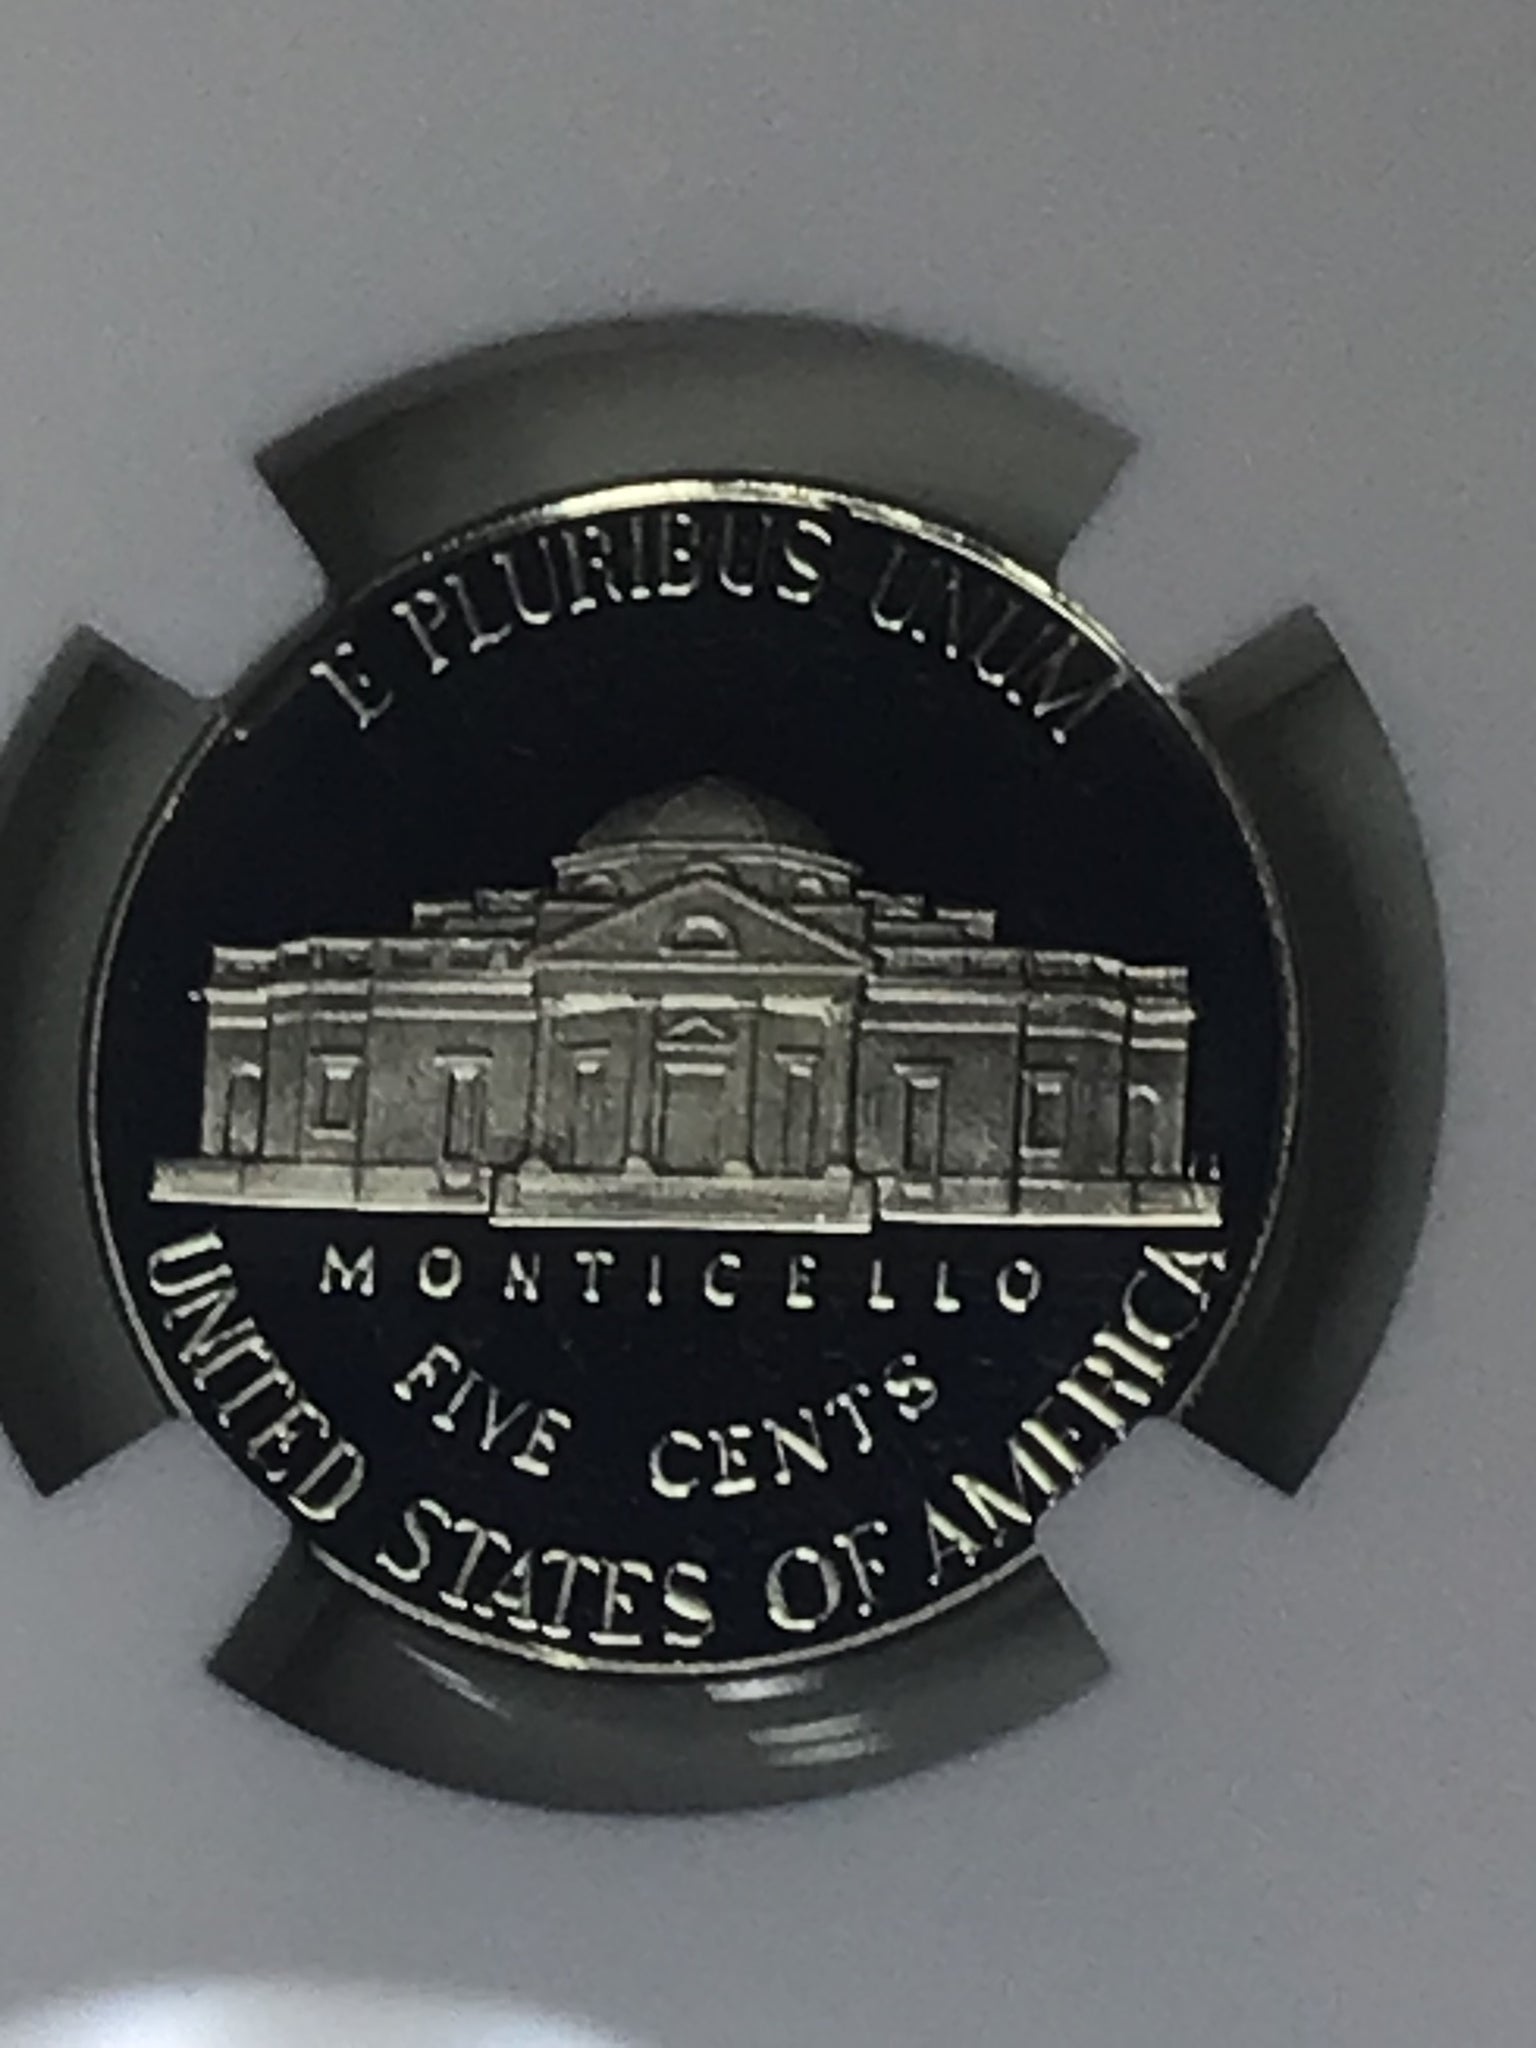 E PLURIBUS UNUM
MONTICELLO
FIVE CENTS
UNITED STATES OF AMERICA